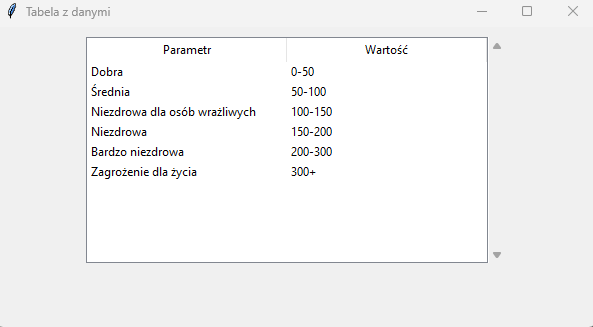 Tabela z danymi
Parametr Wartość
Dobra 0-50
Średnia 50-100
Niezdrowa dla osób wrażliwych 100-150
Niezdrowa 150-200
Bardzo niezdrowa 200-300
Zagrożenie dla życia 300+